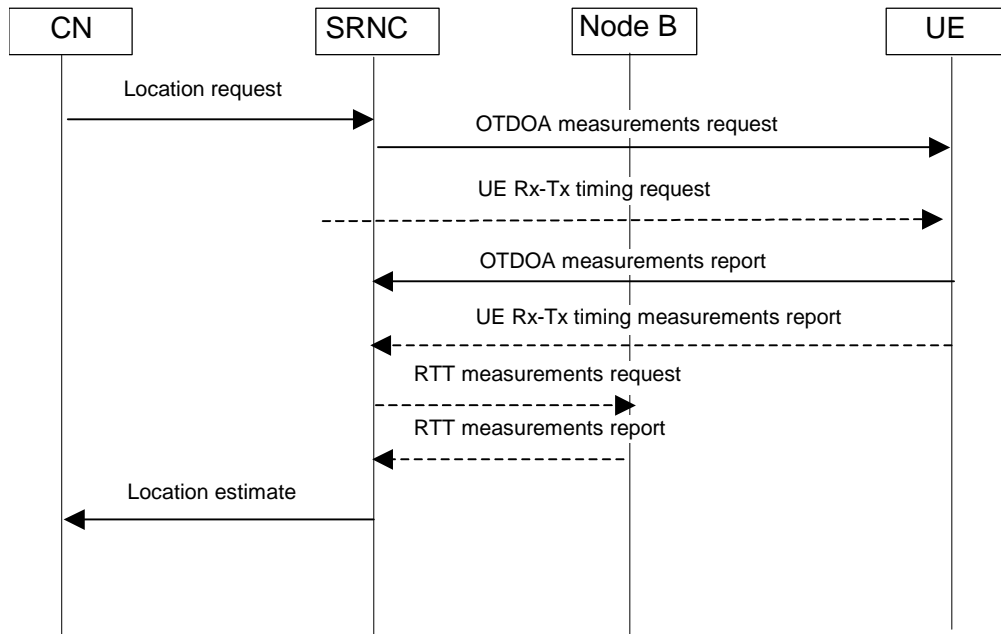 CN
SRNC
Node B
UE
Location request
OTDOA measurements request
UE Rx-Tx timing request
OTDOA measurements report
UE Rx-Tx timing measurements report
RTT measurements request
RTT measurements report
Location estimate